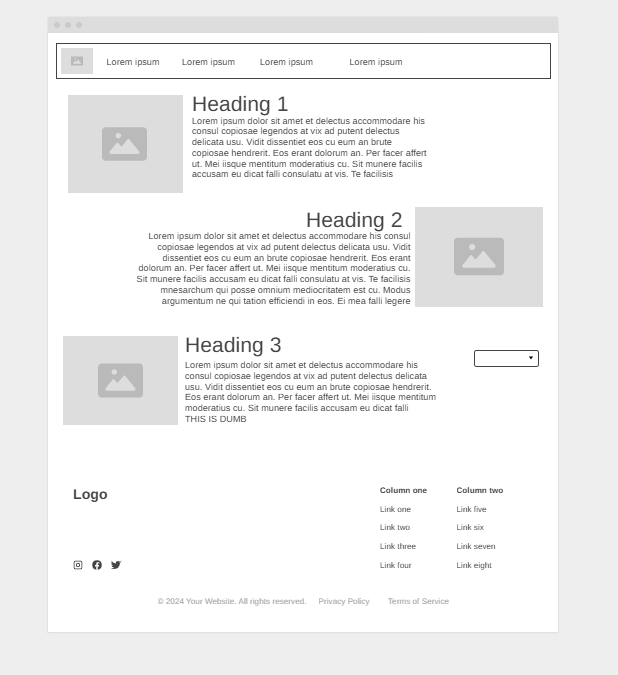 Lorem ipsum Lorem ipsum Lorem ipsum Lorem ipsum
Heading 1
Lorem ipsum dolor sit amet et delectus accommodare his
consul copiosae legendos at vix ad putent delectus
delicata usu. Vidit dissentiet eos cu eum an brute
copiosae hendrerit. Eos erant dolorum an. Per facer affert
ut. Mei iisque mentitum moderatius cu. Sit munere facilis
accusam eu dicat falli consulatu at vis. Te facilisis
Heading 2
Lorem ipsum dolor sit amet et delectus accommodare his consul
copiosae legendos at vix ad putent delectus delicata usu. Vidit
dissentiet eos cu eum an brute copiosae hendrerit. Eos erant
dolorum an. Per facer affert ut. Mei iisque mentitum moderatius cu.
Sit munere facilis accusam eu dicat falli consulatu at vis. Te facilisis
mnesarchum qui posse omnium mediocritatem est cu. Modus
argumentum ne qui tation efficiendi in eos. Ei mea falli legere
Heading 3
Lorem ipsum dolor sit amet et delectus accommodare his
consul copiosae legendos at vix ad putent delectus delicata
usu. Vidit dissentiet eos cu eum an brute copiosae hendrerit.
Eos erant dolorum an. Per facer affert ut. Mei iisque mentitum
moderatius cu. Sit munere facilis accusam eu dicat falli
THIS IS DUMB
Logo
Column one
Link one
Link two
Link three
Link four
Column two
Link five
Link six
Link seven
Link eight
© 2024 Your Website. All rights reserved. Privacy Policy Terms of Service